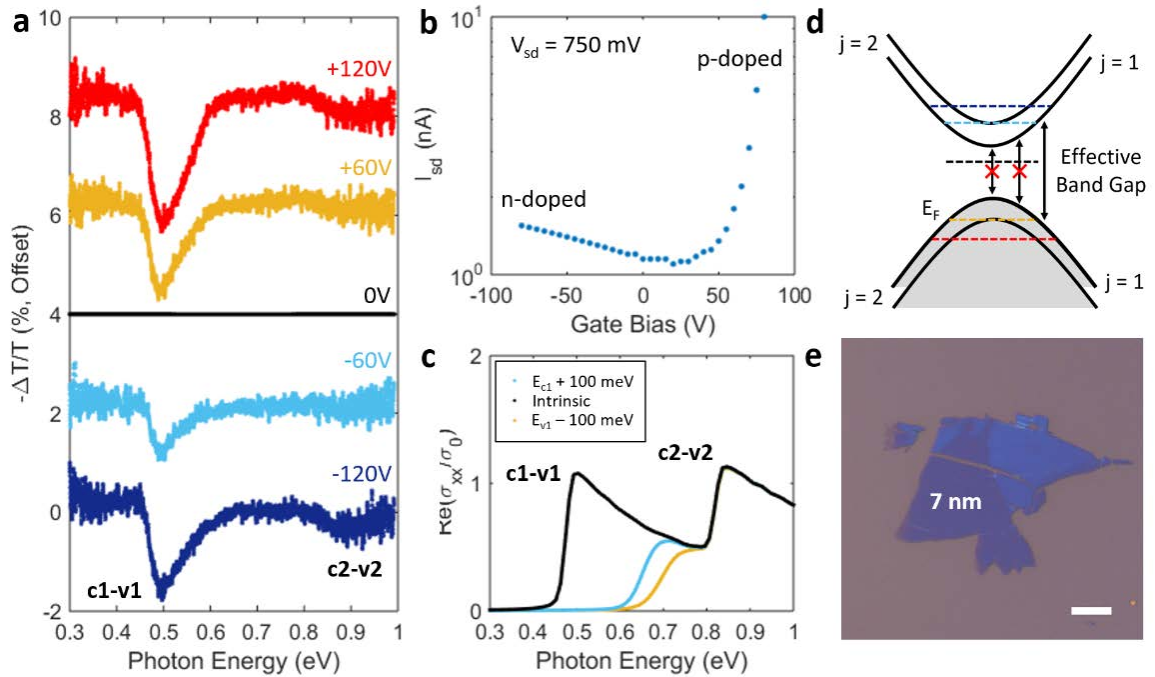 a
10
8
6
4
2
0
-2
-ΔT/T (%, Offset)
+120V
+60V
0V
-60V
-120V
c1-v1
c2-v2
0.3 0.4 0.5 0.6 0.7 0.8 0.9 1
Photon Energy (eV)
b
10¹
10⁰
I_sd (nA)
V_sd = 750 mV
p-doped
n-doped
-100 -50 0 50 100
Gate Bias (V)
c
2
1
0
Re(σ_xx/σ_0)
E_c1 + 100 meV
Intrinsic
E_v1 – 100 meV
c1-v1
c2-v2
0.3 0.4 0.5 0.6 0.7 0.8 0.9 1
Photon Energy (eV)
d
j = 2
j = 1
Effective
Band Gap
E_F
j = 1
j = 2
e
7 nm